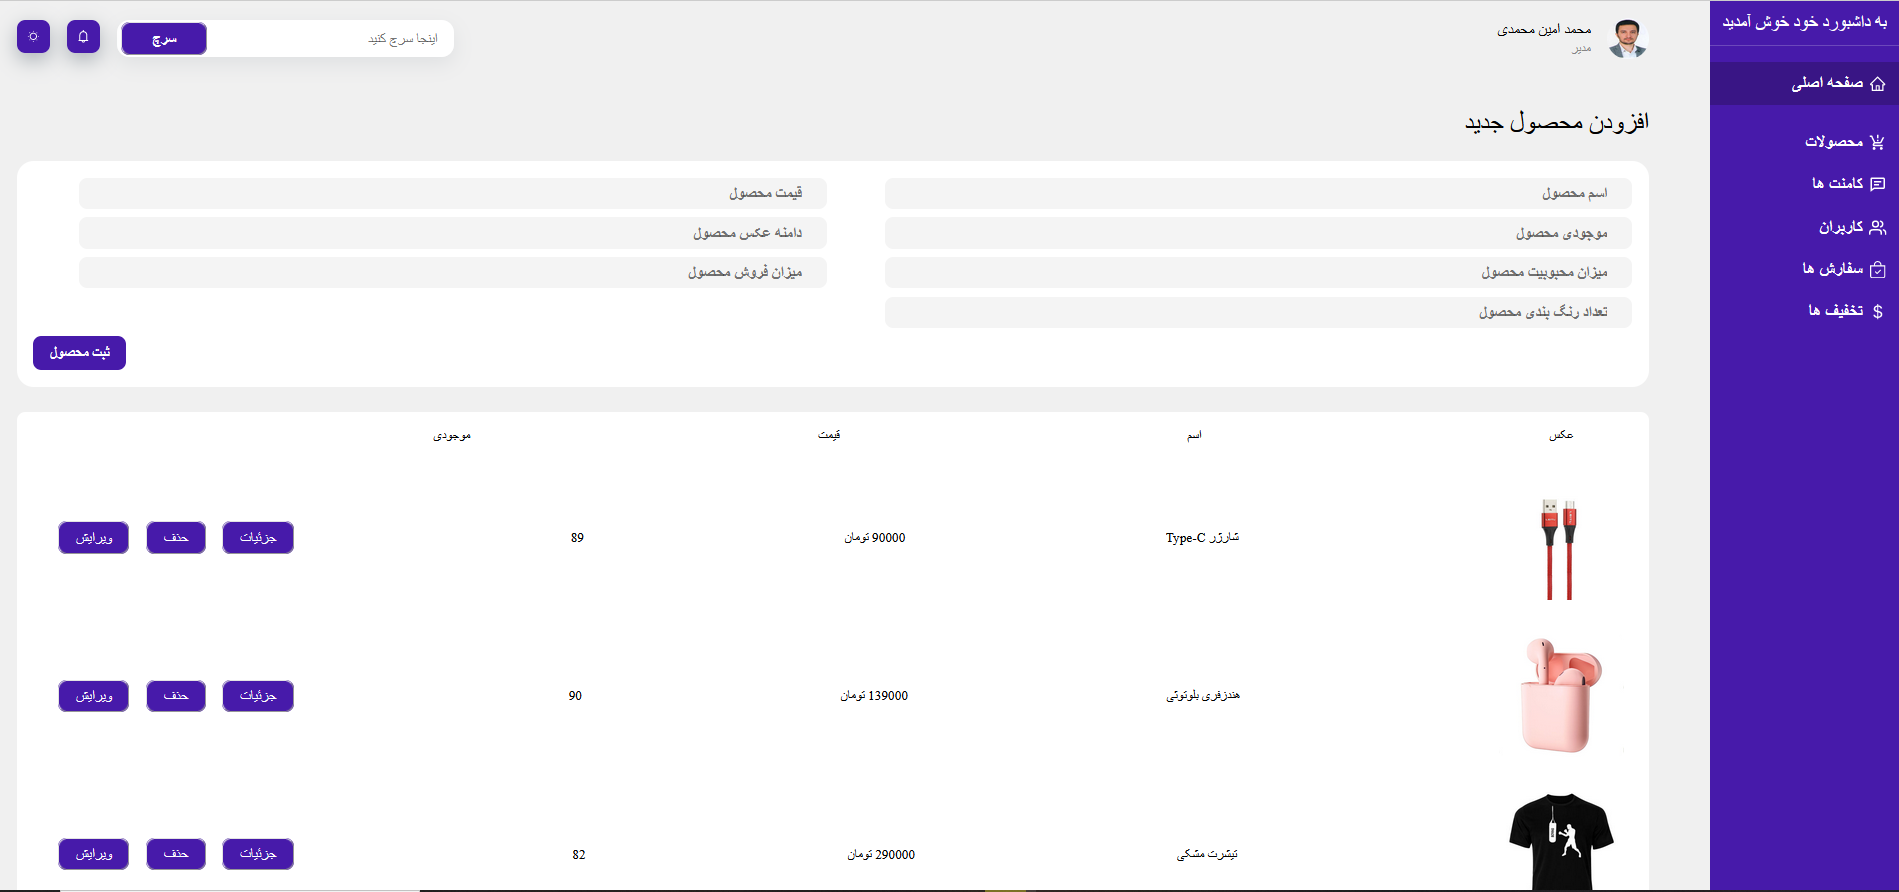 به داشبورد خود خوش آمدید
صفحه اصلی
محصولات
کامنت ها
کاربران
سفارش ها
تخفیف ها
محمد امین محمدی
مدیر
اینجا سرچ کنید
سرچ
افزودن محصول جدید
اسم محصول
قیمت محصول
موجودی محصول
دامنه عکس محصول
میزان محبوبیت محصول
میزان فروش محصول
تعداد رنگ بندی محصول
ثبت محصول
عکس اسم قیمت موجودی
شارژر Type-C 90000 تومان 89 جزئیات حذف ویرایش
هندزفری بلوتوثی 139000 تومان 90 جزئیات حذف ویرایش
تیشرت مشکی 290000 تومان 82 جزئیات حذف ویرایش